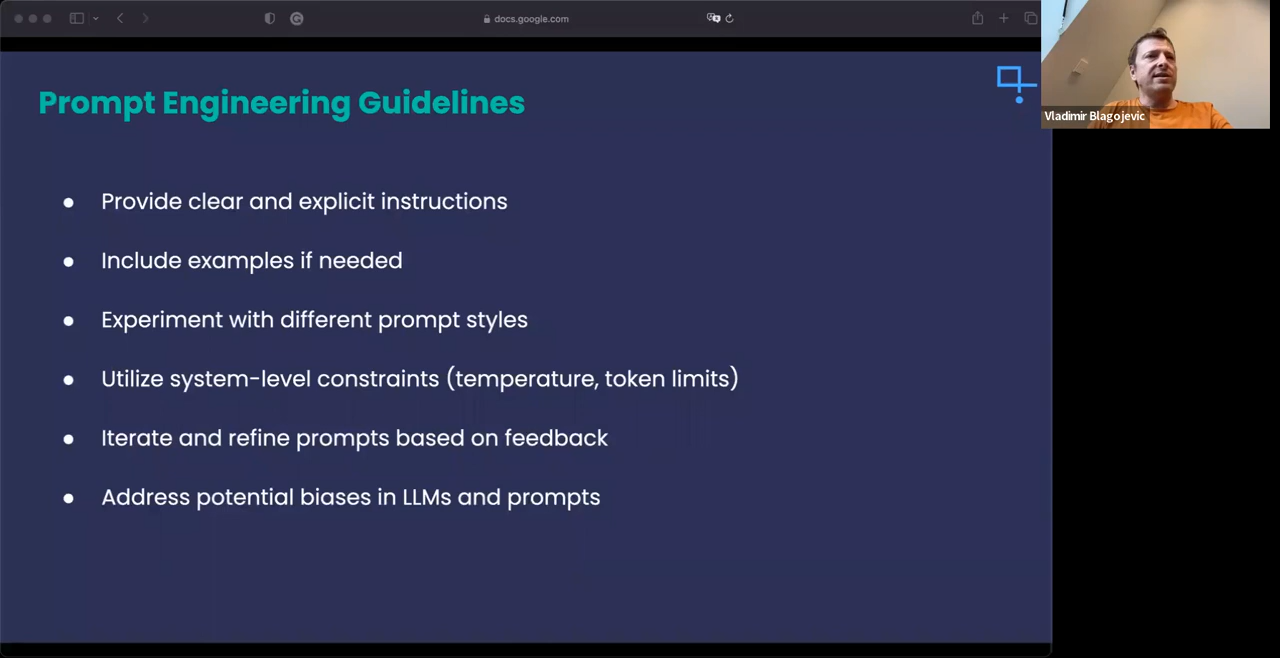 docs.google.com
Prompt Engineering Guidelines
Vladimir Blagojevic
● Provide clear and explicit instructions
● Include examples if needed
● Experiment with different prompt styles
● Utilize system-level constraints (temperature, token limits)
● Iterate and refine prompts based on feedback
● Address potential biases in LLMs and prompts